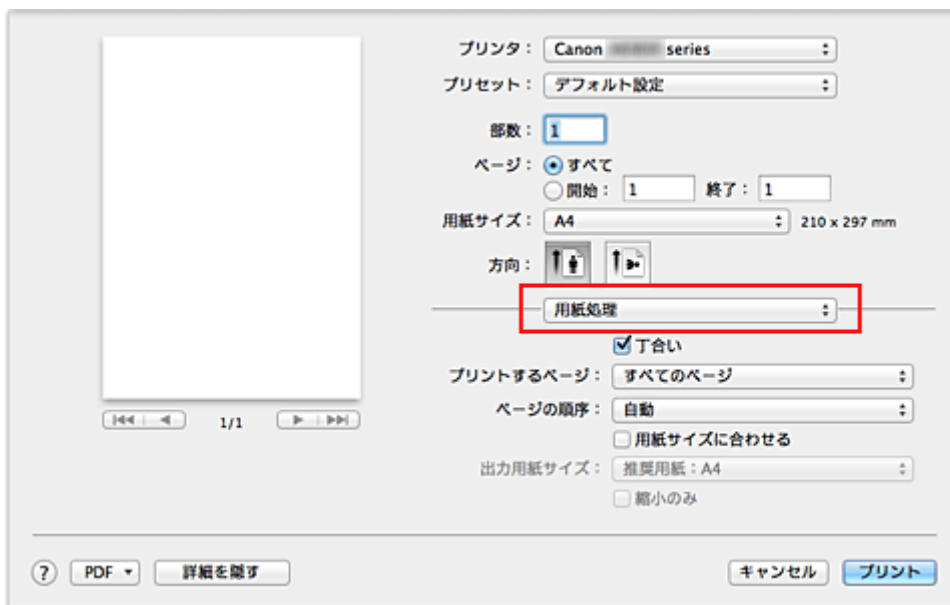 プリンタ： Canon series
プリセット： デフォルト設定
部数： 1
ページ： すべて
開始： 1 終了： 1
用紙サイズ： A4 210 x 297 mm
方向：
用紙処理
丁合い
プリントするページ： すべてのページ
ページの順序： 自動
用紙サイズに合わせる
出力用紙サイズ： 推奨用紙：A4
縮小のみ
1/1
? PDF 詳細を隠す キャンセル プリント